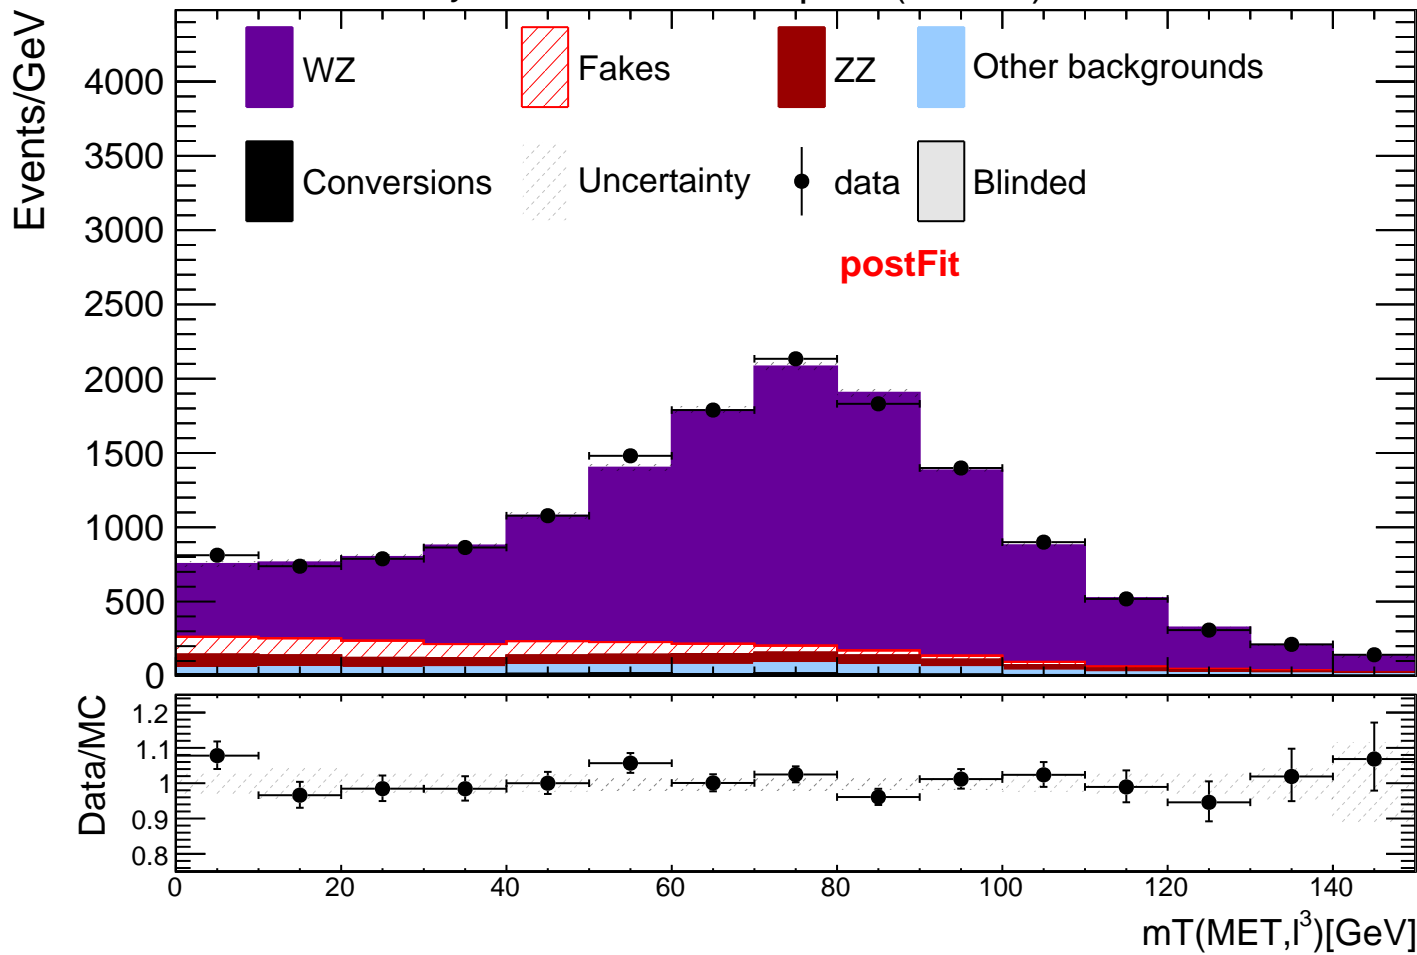 Events/GeV
4000
3500
3000
2500
2000
1500
1000
500
0
WZ
Fakes
ZZ
Other backgrounds
Conversions
Uncertainty
data
Blinded
postFit
Data/MC
1.2
1.1
1
0.9
0.8
0 20 40 60 80 100 120 140
mT(MET,l³)[GeV]